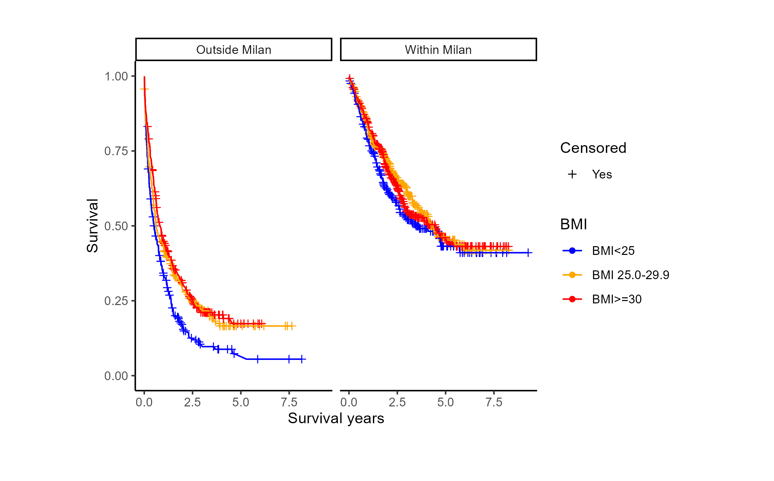 Outside Milan
Within Milan
1.00
0.75
0.50
0.25
0.00
Survival
0.0
2.5
5.0
7.5
0.0
2.5
5.0
7.5
Survival years
Censored
Yes
BMI
BMI<25
BMI 25.0-29.9
BMI>=30